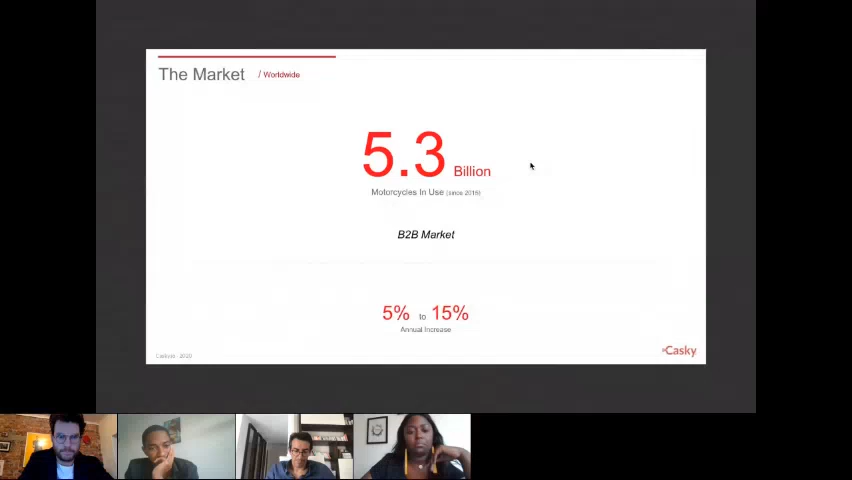 The Market / Worldwide
5.3 Billion
Motorcycles In Use (since 2015)
B2B Market
5% to 15%
Annual Increase
2020
Casky